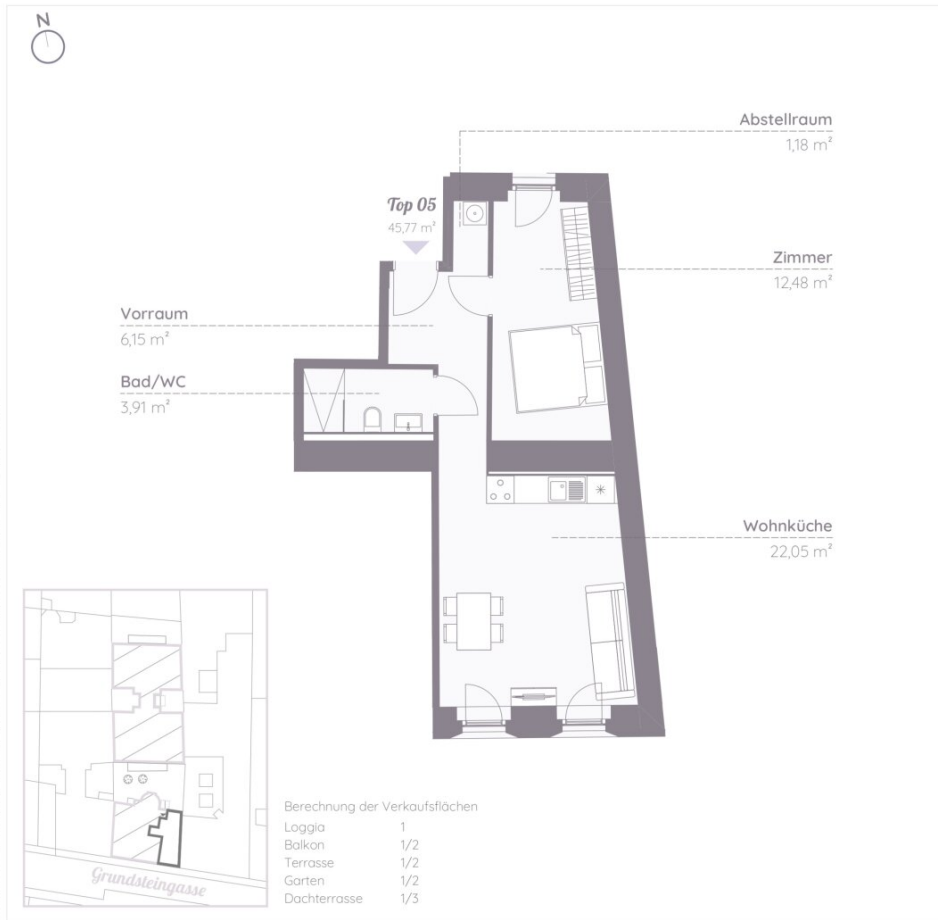 N
Abstellraum
1,18 m²
Top 05
45,77 m²
Zimmer
12,48 m²
Vorraum
6,15 m²
Bad/WC
3,91 m²
Wohnküche
22,05 m²
Berechnung der Verkaufsflächen
Loggia 1
Balkon 1/2
Terrasse 1/2
Garten 1/2
Dachterrasse 1/3
Grundsteingasse